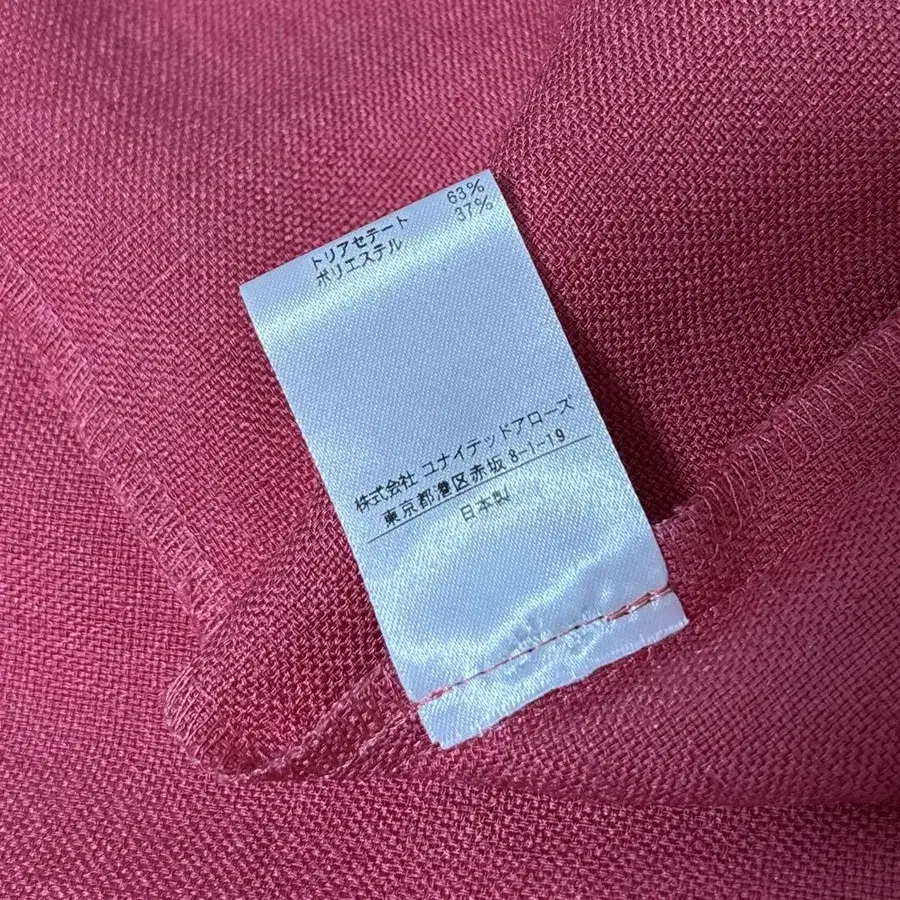 トリアセテート 63%
ポリエステル 37%
株式会社 ユナイテッドアローズ
東京都港区赤坂 8-1-19
日本製